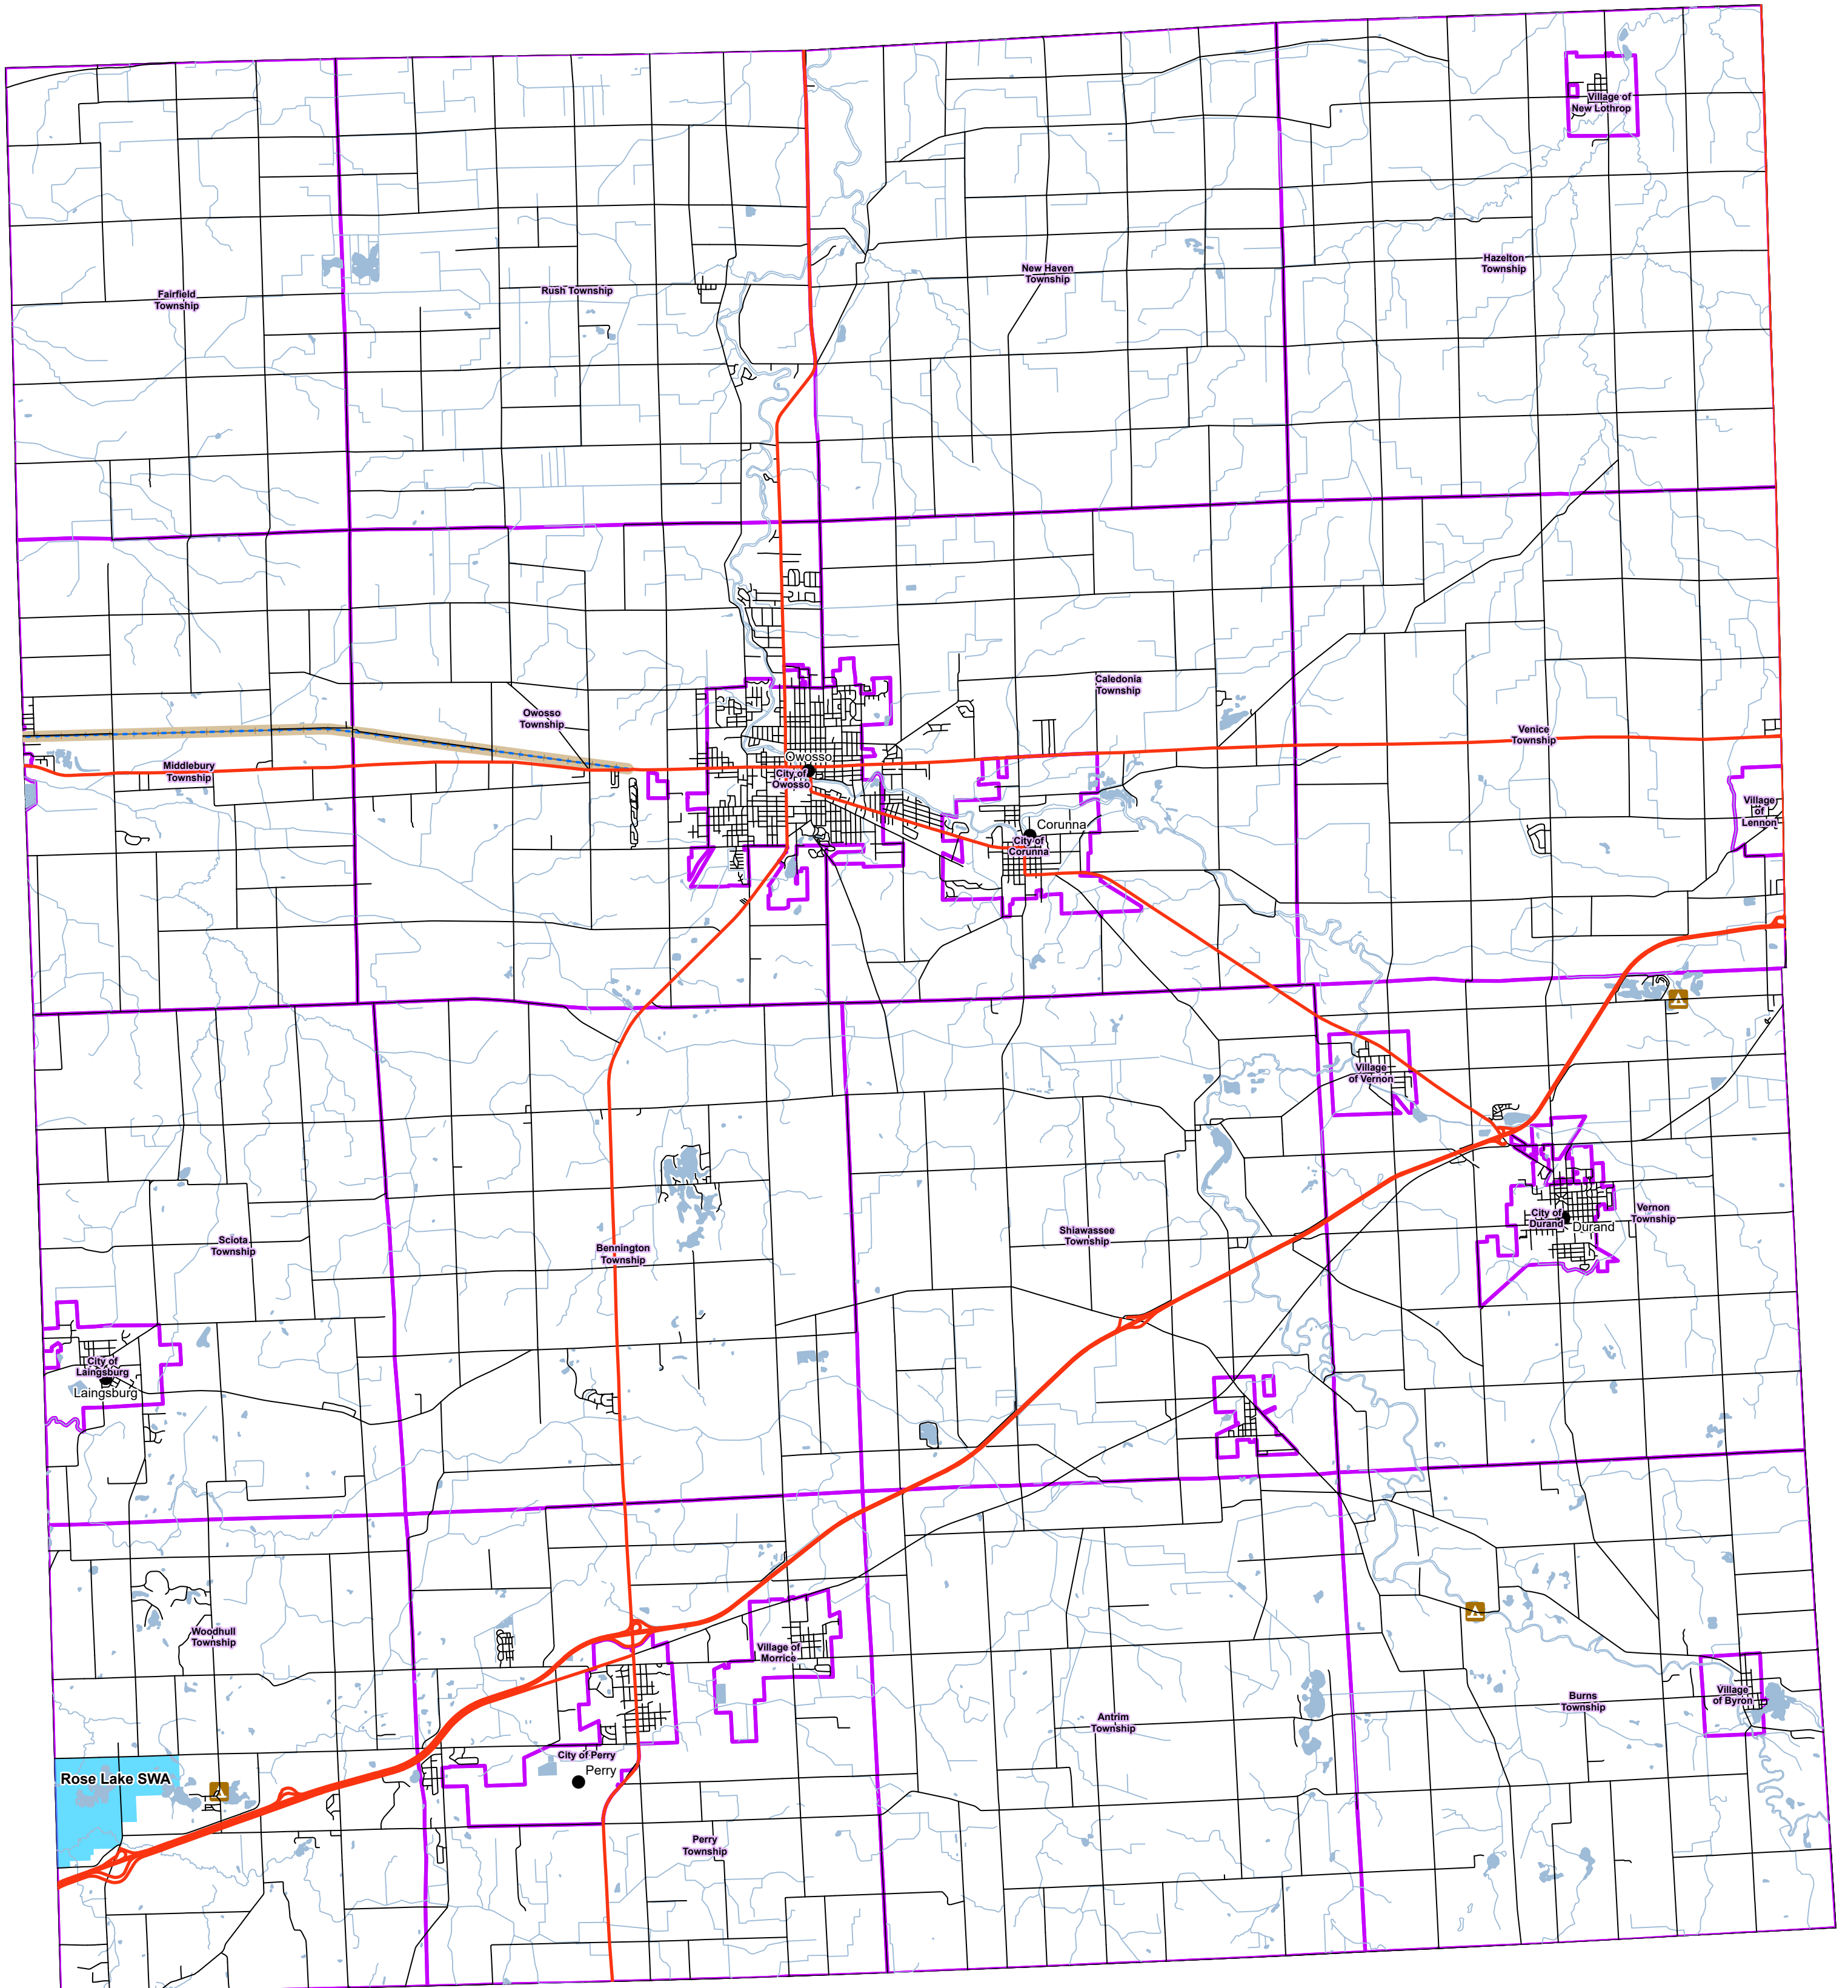 Village of
New Lothrop
Hazelton
Township
New Haven
Township
Rush Township
Fairfield
Township
Caledonia
Township
Owosso
Township
Venice
Township
Owosso
City of
Owosso
Middlebury
Township
Village
of
Lennon
Corunna
City of
Corunna
Village
of Vernon
City of
Durand
Durand
Vernon
Township
Shiawassee
Township
Sciota
Township
Bennington
Township
City of
Laingsburg
Laingsburg
Woodhull
Township
Village of
Morrice
Village
of Byron
Burns
Township
Antrim
Township
City of Perry
Perry
Rose Lake SWA
Perry
Township